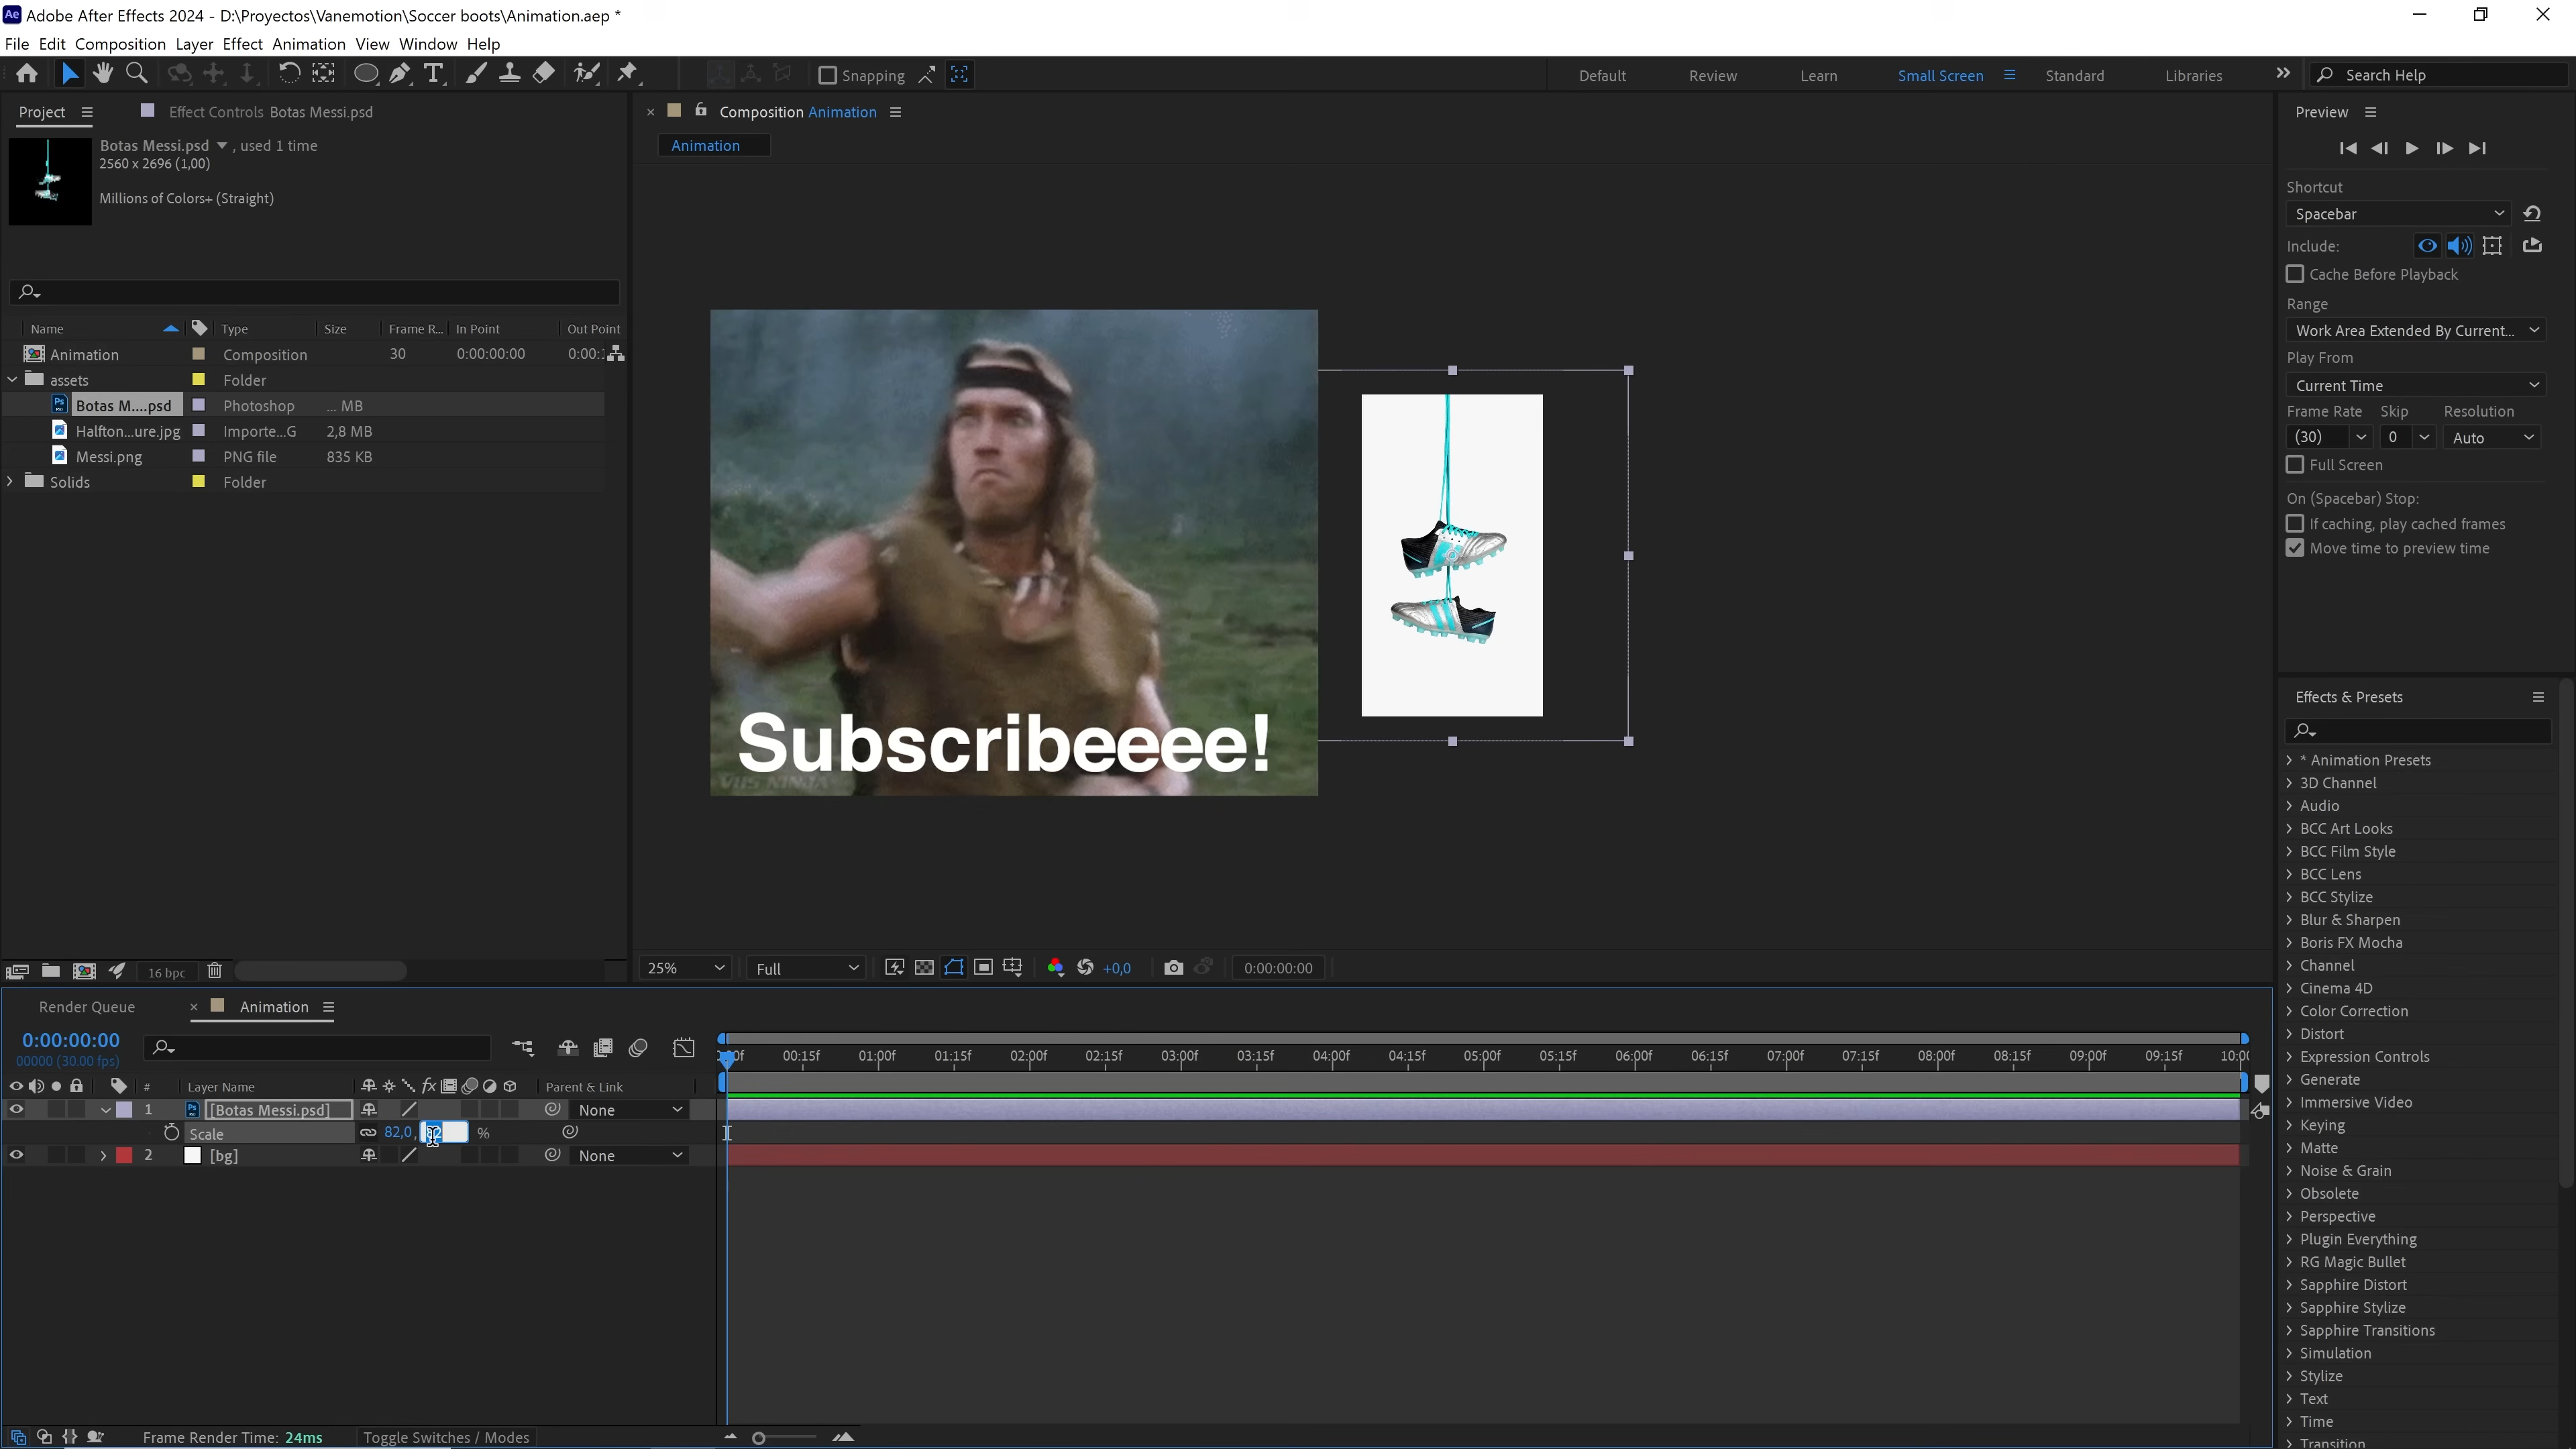 Adobe After Effects 2024 - D:\Proyectos\Vanemotion\Soccer boots\Animation.aep *
File Edit Composition Layer Effect Animation View Window Help
Snapping
Default Review Learn Small Screen Standard Libraries
Search Help
Project
Effect Controls Botas Messi.psd
Botas Messi.psd , used 1 time
2560 x 2696 (1,00)
Millions of Colors+ (Straight)
Name Type Size Frame R... In Point Out Point
Animation Composition 30 0:00:00:00 0:00:1
assets Folder
Botas M....psd Photoshop ... MB
Halfton...ure.jpg Importe...G 2,8 MB
Messi.png PNG file 835 KB
Solids Folder
16 bpc
Composition Animation
Animation
Subscribeeee!
VHS NINJA
25% Full +0,0 0:00:00:00
Preview
Shortcut
Spacebar
Include:
Cache Before Playback
Range
Work Area Extended By Current...
Play From
Current Time
Frame Rate Skip Resolution
(30) 0 Auto
Full Screen
On (Spacebar) Stop:
If caching, play cached frames
Move time to preview time
Effects & Presets
* Animation Presets
3D Channel
Audio
BCC Art Looks
BCC Film Style
BCC Lens
BCC Stylize
Blur & Sharpen
Boris FX Mocha
Channel
Cinema 4D
Color Correction
Distort
Expression Controls
Generate
Immersive Video
Keying
Matte
Noise & Grain
Obsolete
Perspective
Plugin Everything
RG Magic Bullet
Sapphire Distort
Sapphire Stylize
Sapphire Transitions
Simulation
Stylize
Text
Time
Transition
Render Queue
Animation
0:00:00:00
00000 (30.00 fps)
# Layer Name Parent & Link
1 [Botas Messi.psd] None
Scale 82,0, %
2 [bg] None
00:15f 01:00f 01:15f 02:00f 02:15f 03:00f 03:15f 04:00f 04:15f 05:00f 05:15f 06:00f 06:15f 07:00f 07:15f 08:00f 08:15f 09:00f 09:15f 10:00f
Frame Render Time: 24ms
Toggle Switches / Modes